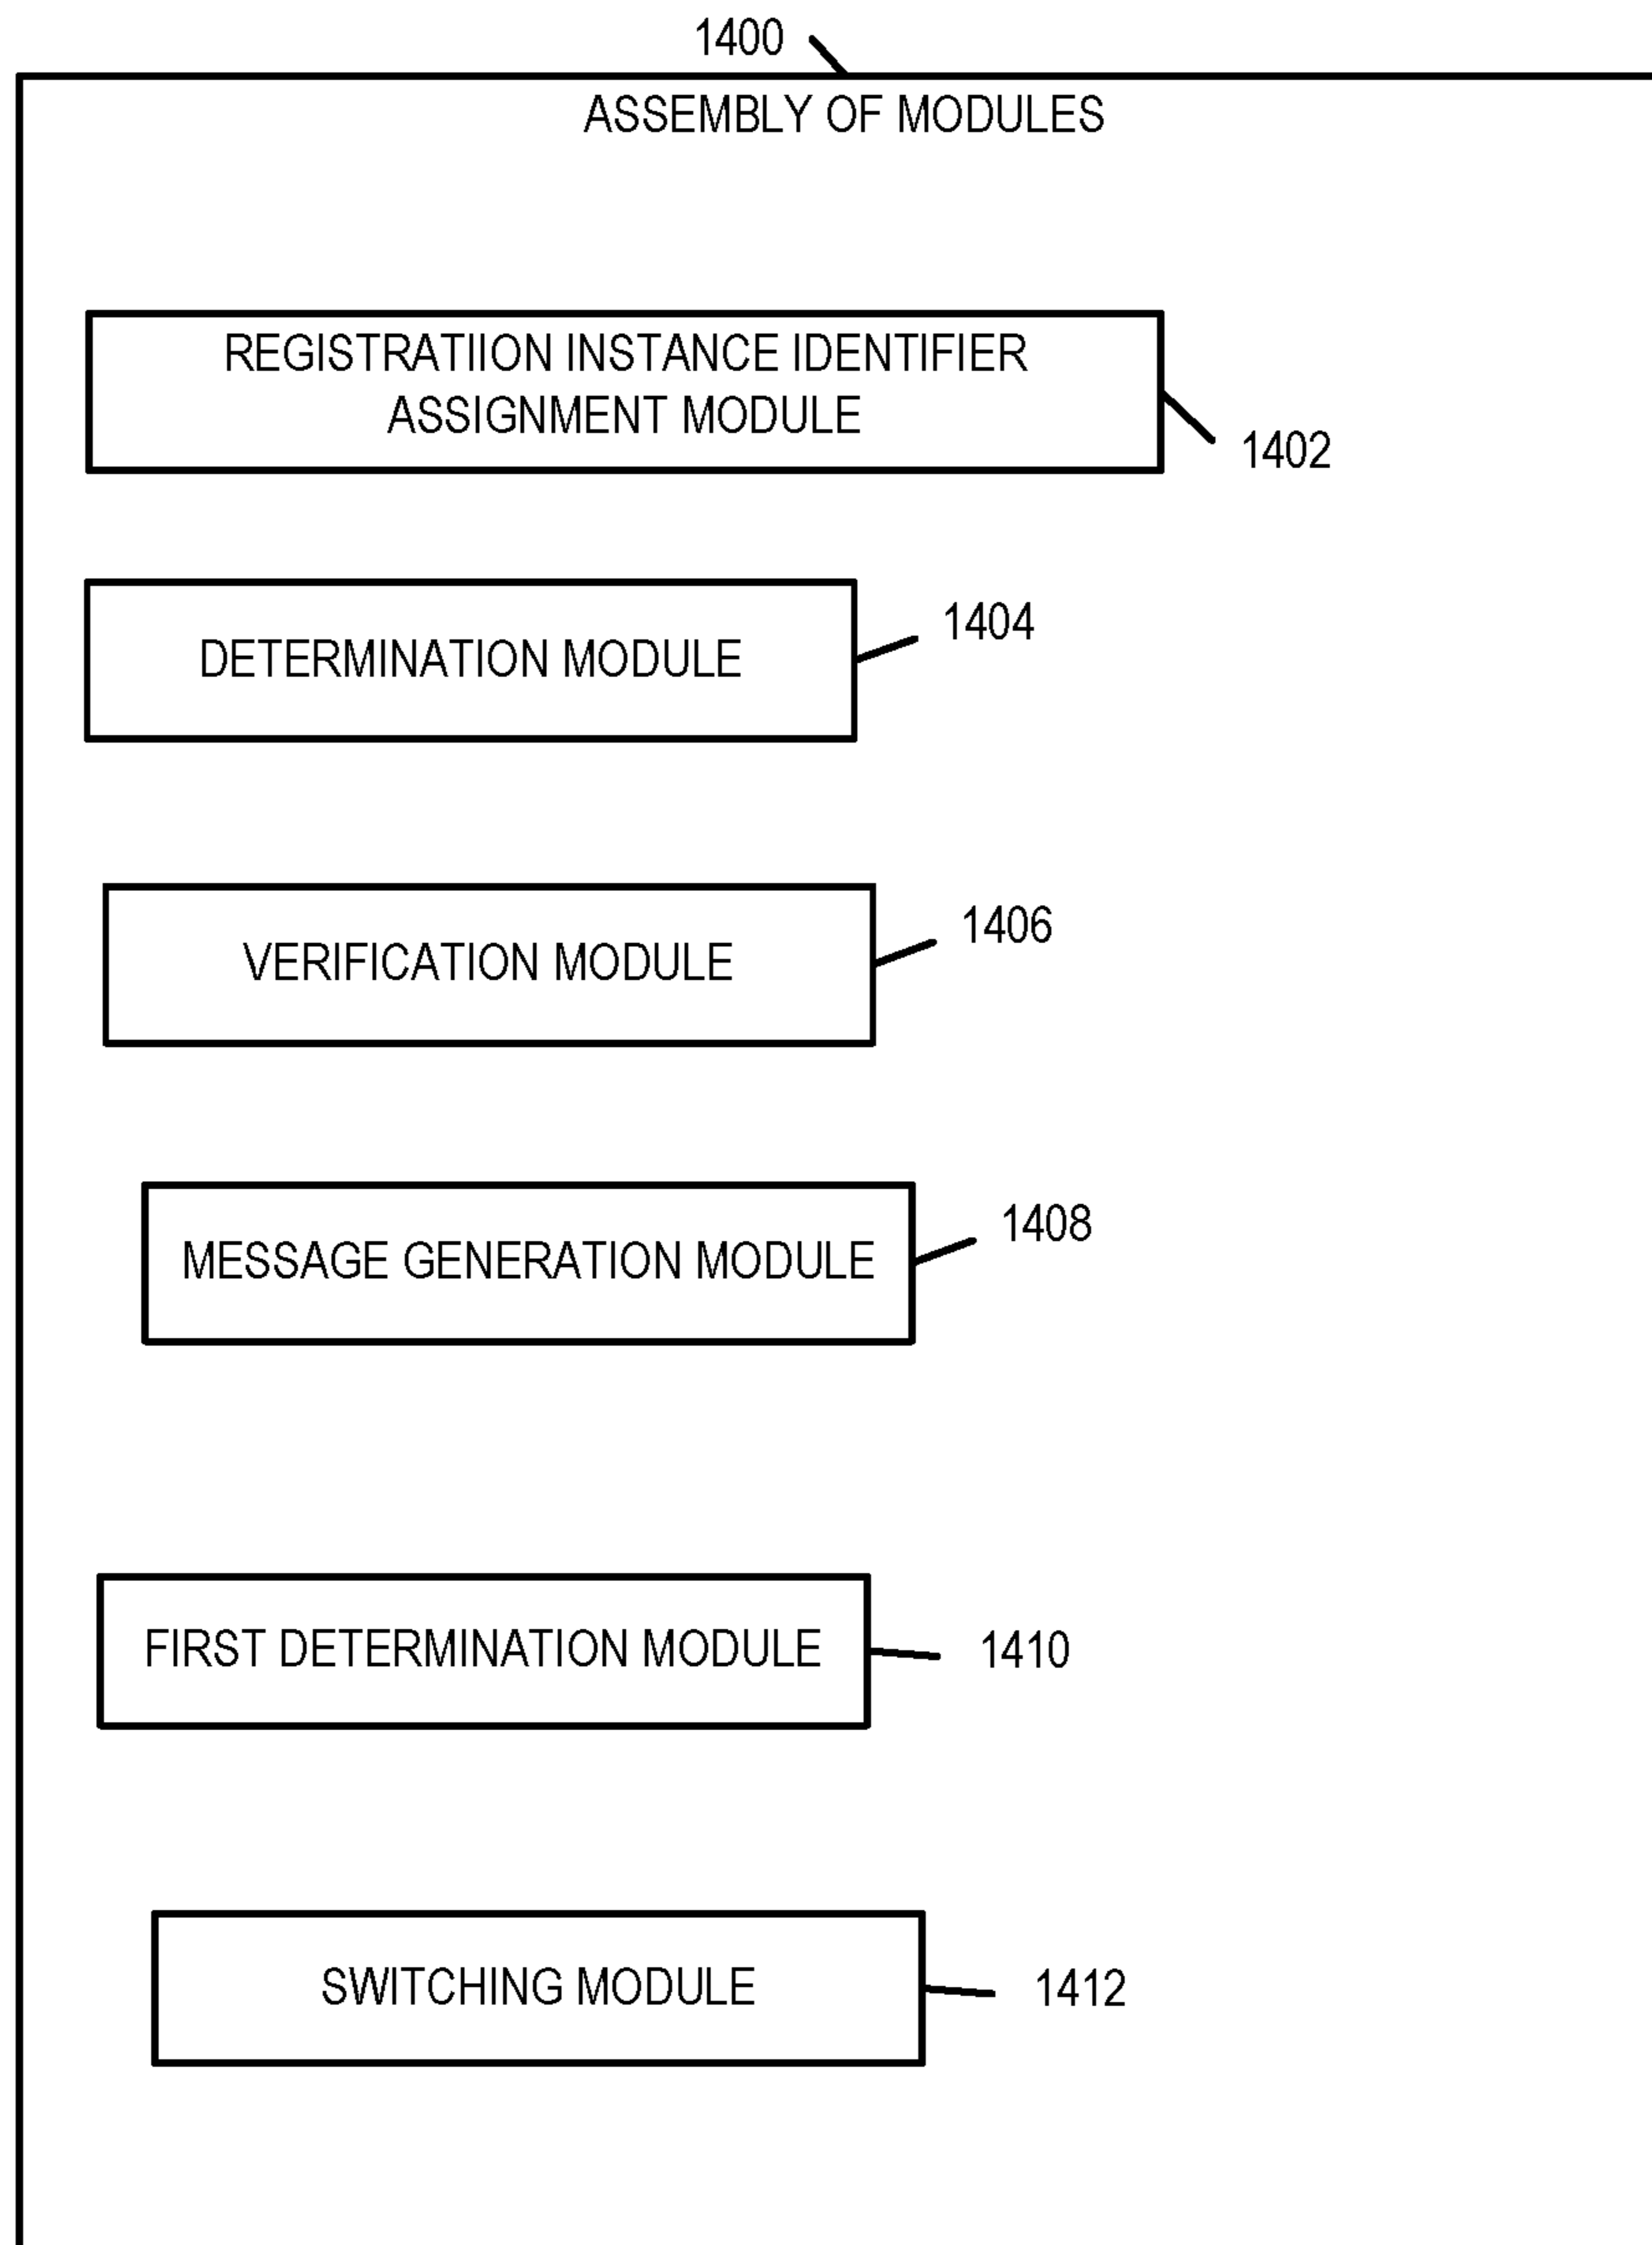 1400
ASSEMBLY OF MODULES
REGISTRATIION INSTANCE IDENTIFIER
ASSIGNMENT MODULE
1402
1404
DETERMINATION MODULE
1406
VERIFICATION MODULE
1408
MESSAGE GENERATION MODULE
FIRST DETERMINATION MODULE
1410
SWITCHING MODULE
1412